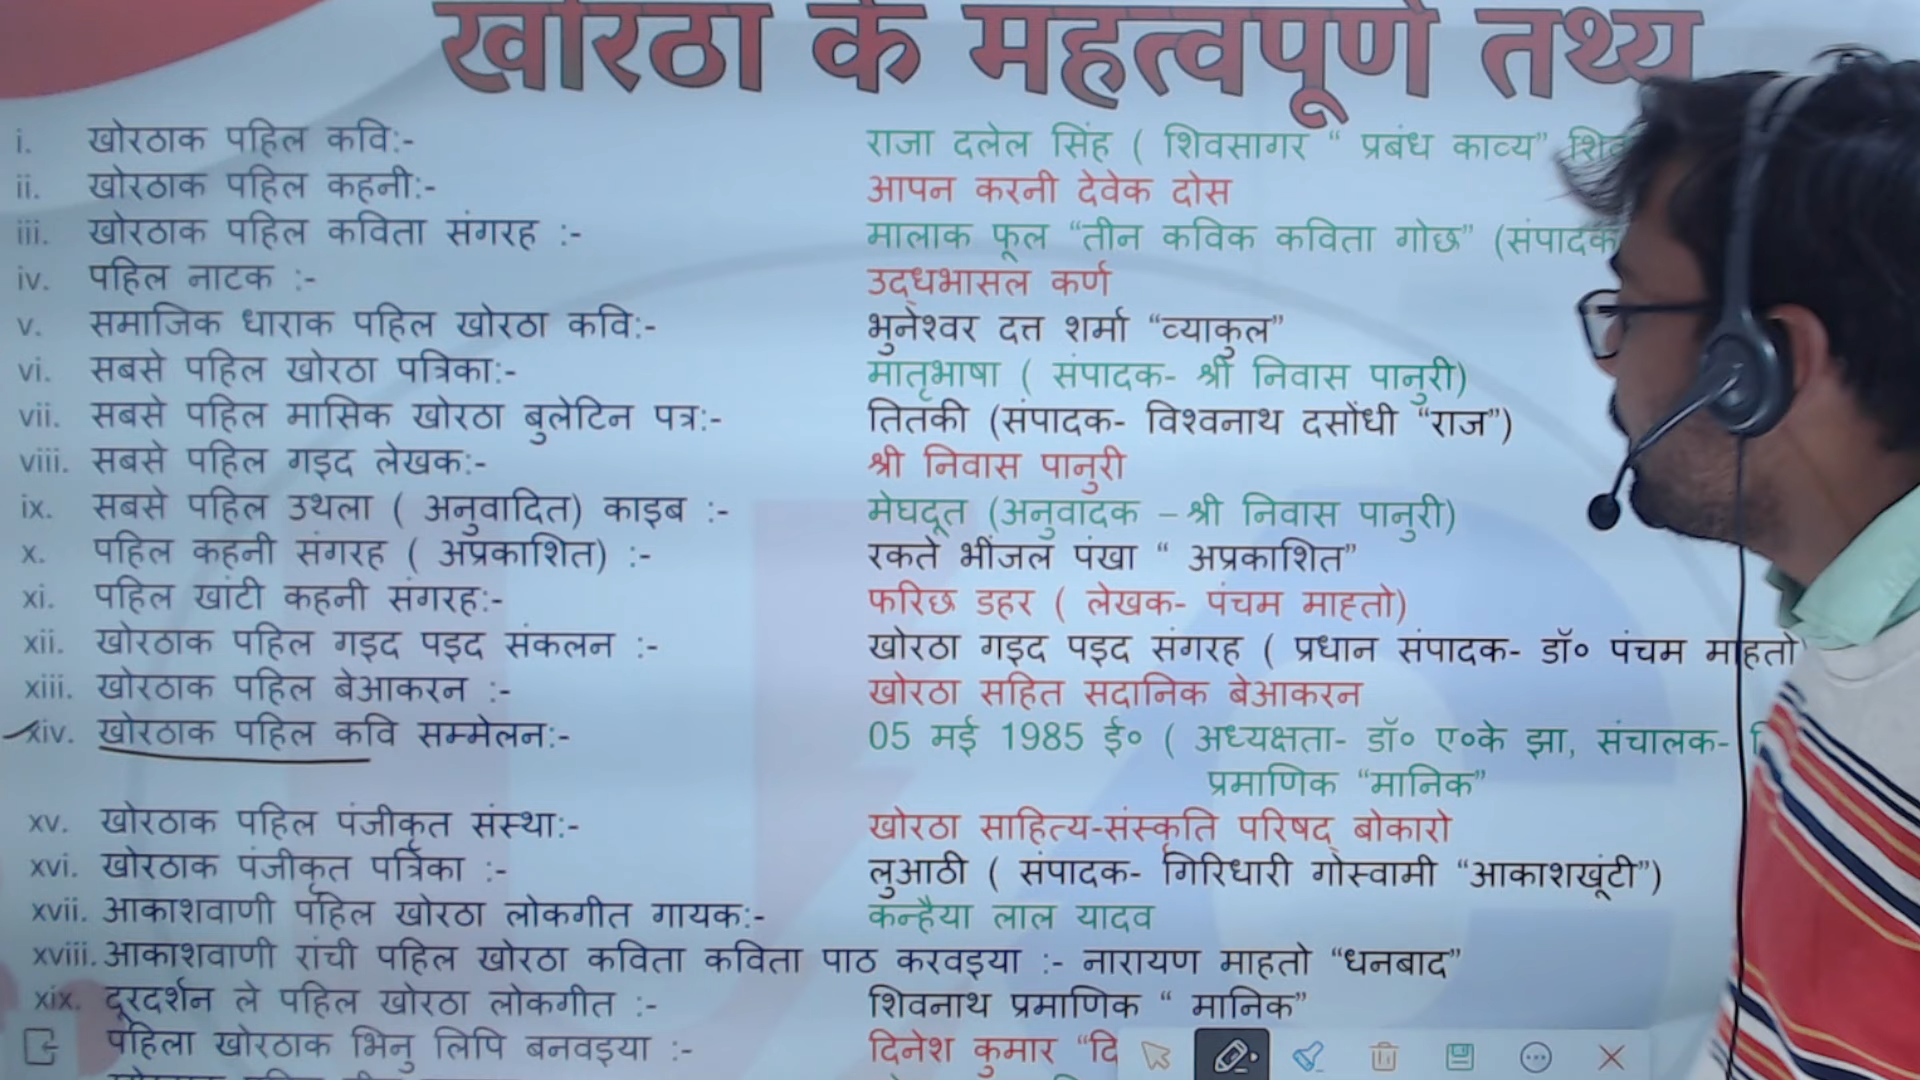 खोरठा के महत्वपूर्ण तथ्य
i. खोरठाक पहिल कवि:- राजा दलेल सिंह ( शिवसागर “ प्रबंध काव्य”
ii. खोरठाक पहिल कहनी:- आपन करनी देवेक दोस
iii. खोरठाक पहिल कविता संगरह :- मालाक फूल “तीन कविक कविता गोछ” (संपादक
iv. पहिल नाटक :- उद्धभासल कर्ण
v. समाजिक धाराक पहिल खोरठा कवि:- भुनेश्वर दत्त शर्मा “व्याकुल”
vi. सबसे पहिल खोरठा पत्रिका:- मातृभाषा ( संपादक- श्री निवास पानुरी)
vii. सबसे पहिल मासिक खोरठा बुलेटिन पत्र:- तितकी (संपादक- विश्वनाथ दसोंधी “राज”)
viii. सबसे पहिल गइद लेखक:- श्री निवास पानुरी
ix. सबसे पहिल उथला ( अनुवादित) काइब :- मेघदूत (अनुवादक – श्री निवास पानुरी)
x. पहिल कहनी संगरह ( अप्रकाशित) :- रकते भींजल पंखा “ अप्रकाशित”
xi. पहिल खांटी कहनी संगरह:- फरिछ डहर ( लेखक- पंचम माहतो)
xii. खोरठाक पहिल गइद पइद संकलन :- खोरठा गइद पइद संगरह ( प्रधान संपादक- डॉ० पंचम माहतो
xiii. खोरठाक पहिल बेआकरन :- खोरठा सहित सदानिक बेआकरन
xiv. खोरठाक पहिल कवि सम्मेलन:- 05 मई 1985 ई० ( अध्यक्षता- डॉ० ए०के झा, संचालक-
प्रमाणिक “मानिक”
xv. खोरठाक पहिल पंजीकृत संस्था:- खोरठा साहित्य-संस्कृति परिषद् बोकारो
xvi. खोरठाक पंजीकृत पत्रिका :- लुआठी ( संपादक- गिरिधारी गोस्वामी “आकाशखूंटी”)
xvii. आकाशवाणी पहिल खोरठा लोकगीत गायक:- कन्हैया लाल यादव
xviii. आकाशवाणी रांची पहिल खोरठा कविता कविता पाठ करवइया :- नारायण माहतो “धनबाद”
xix. दूरदर्शन ले पहिल खोरठा लोकगीत :- शिवनाथ प्रमाणिक “ मानिक”
पहिला खोरठाक भिनु लिपि बनवइया :- दिनेश कुमार